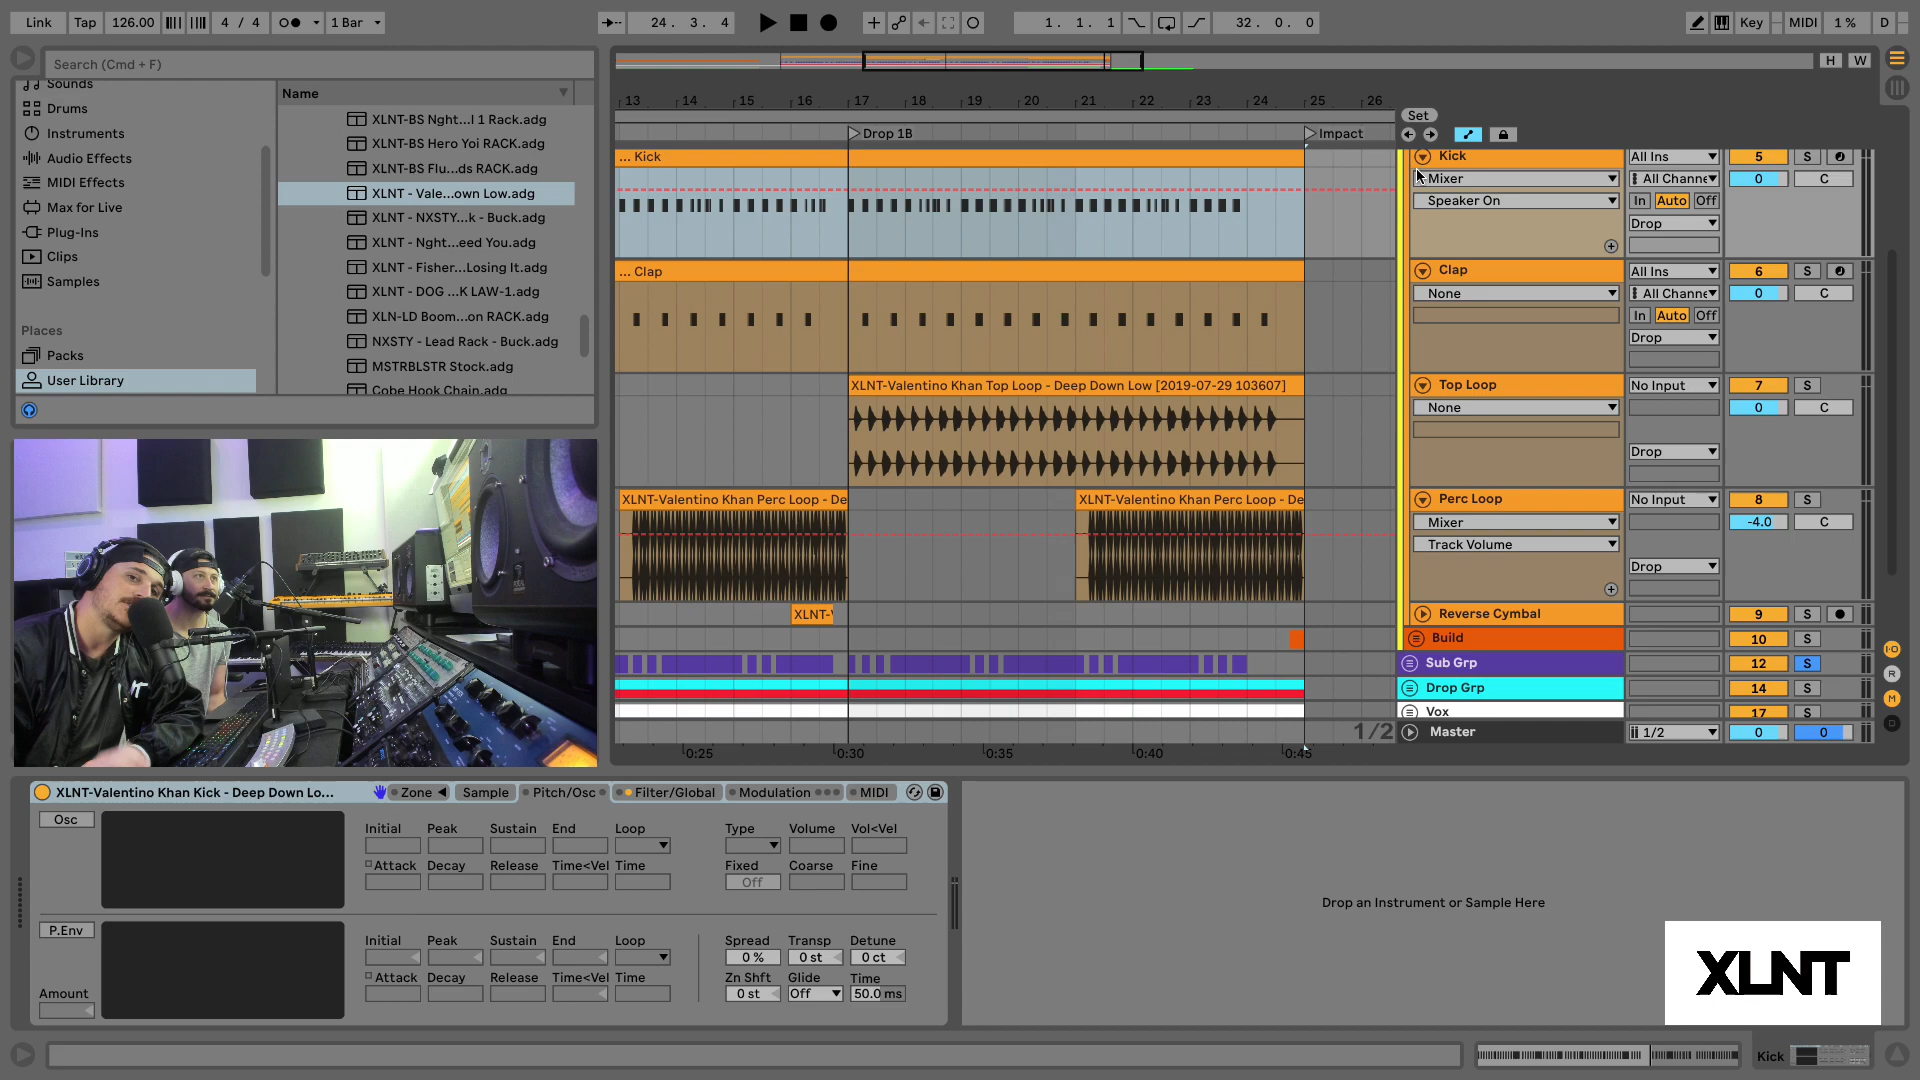 Link Tap 126.00 4 / 4 1 Bar 24. 3. 4 1. 1. 1 32. 0. 0 Key MIDI 1 % D
Search (Cmd + F)
H W
Sounds
Drums
Instruments
Audio Effects
MIDI Effects
Max for Live
Plug-Ins
Clips
Samples
Places
Packs
User Library
Name
XLNT-BS Nght...l 1 Rack.adg
XLNT-BS Hero Yoi RACK.adg
XLNT-BS Flu...ds RACK.adg
XLNT - Vale...own Low.adg
XLNT - NXSTY...k - Buck.adg
XLNT - Nght...eed You.adg
XLNT - Fisher...Losing It.adg
XLNT - DOG ...K LAW-1.adg
XLN-LD Boom...on RACK.adg
NXSTY - Lead Rack - Buck.adg
MSTRBLSTR Stock.adg
Cobe Hook Chain.adg
13 14 15 16 17 18 19 20 21 22 23 24 25 26
Set
Drop 1B Impact
... Kick
... Clap
XLNT-Valentino Khan Top Loop - Deep Down Low [2019-07-29 103607]
XLNT-Valentino Khan Perc Loop - De
XLNT-Valentino Khan Perc Loop - De
XLNT-V
1/2
0:25 0:30 0:35 0:40 0:45
Kick All Ins 5 S
Mixer All Channe 0 C
Speaker On In Auto Off
Drop
Clap All Ins 6 S
None All Channe 0 C
In Auto Off
Drop
Top Loop No Input 7 S
None 0 C
Drop
Perc Loop No Input 8 S
Mixer -4.0 C
Track Volume
Drop
Reverse Cymbal 9 S
Build 10 S
Sub Grp 12 S
Drop Grp 14 S
Vox 17 S
Master 1/2 0 0
I·O
R
M
D
XLNT-Valentino Khan Kick - Deep Down Lo... Zone Sample Pitch/Osc Filter/Global Modulation MIDI
Osc
Initial Peak Sustain End Loop Type Volume Vol<Vel
Attack Decay Release Time<Vel Time Fixed Coarse Fine
Off
P.Env
Initial Peak Sustain End Loop Spread Transp Detune
0 % 0 st 0 ct
Attack Decay Release Time<Vel Time Zn Shft Glide Time
Amount 0 st Off 50.0 ms
Drop an Instrument or Sample Here
XLNT
Kick